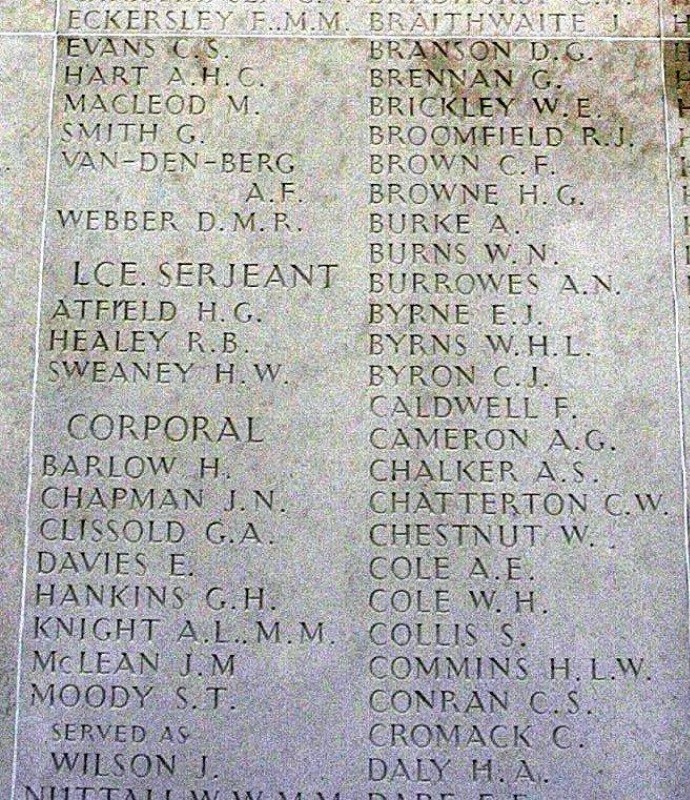 ECKERSLEY F., M.M.
EVANS C.S.
HART A.H.C.
MACLEOD M.
SMITH G.
VAN-DEN-BERG
A.F.
WEBBER D.M.R.
LCE. SERJEANT
ATFIELD H.G.
HEALEY R.B.
SWEANEY H.W.
CORPORAL
BARLOW H.
CHAPMAN J.N.
CLISSOLD G.A.
DAVIES E.
HANKINS G.H.
KNIGHT A.L., M.M.
McLEAN J.M
MOODY S.T.
SERVED AS
WILSON J.
BRAITHWAITE J.
BRANSON D.G.
BRENNAN G.
BRICKLEY W.E.
BROOMFIELD R.J.
BROWN C.F.
BROWNE H.G.
BURKE A.
BURNS W.N.
BURROWES A.N.
BYRNE E.J.
BYRNS W.H.L.
BYRON C.J.
CALDWELL F.
CAMERON A.G.
CHALKER A.S.
CHATTERTON C.W.
CHESTNUT W.
COLE A.E.
COLE W.H.
COLLIS S.
COMMINS H.L.W.
CONRAN C.S.
CROMACK C.
DALY H.A.